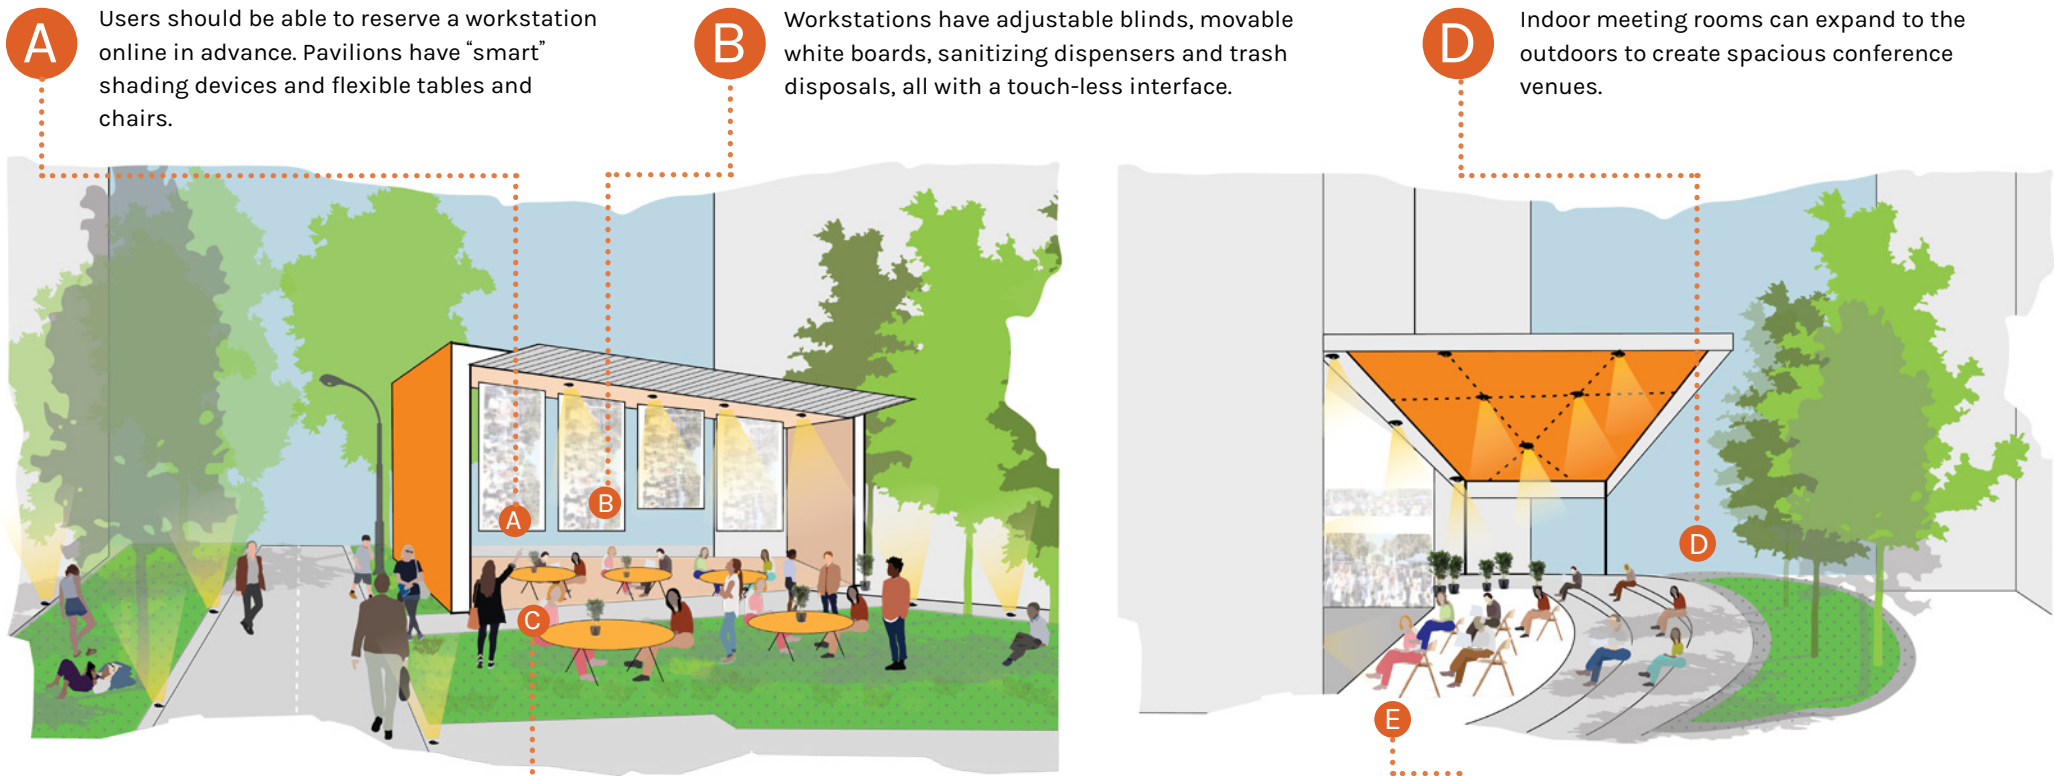 A
Users should be able to reserve a workstation
online in advance. Pavilions have “smart”
shading devices and flexible tables and
chairs.
B
Workstations have adjustable blinds, movable
white boards, sanitizing dispensers and trash
disposals, all with a touch-less interface.
D
Indoor meeting rooms can expand to the
outdoors to create spacious conference
venues.
A
B
C
D
E